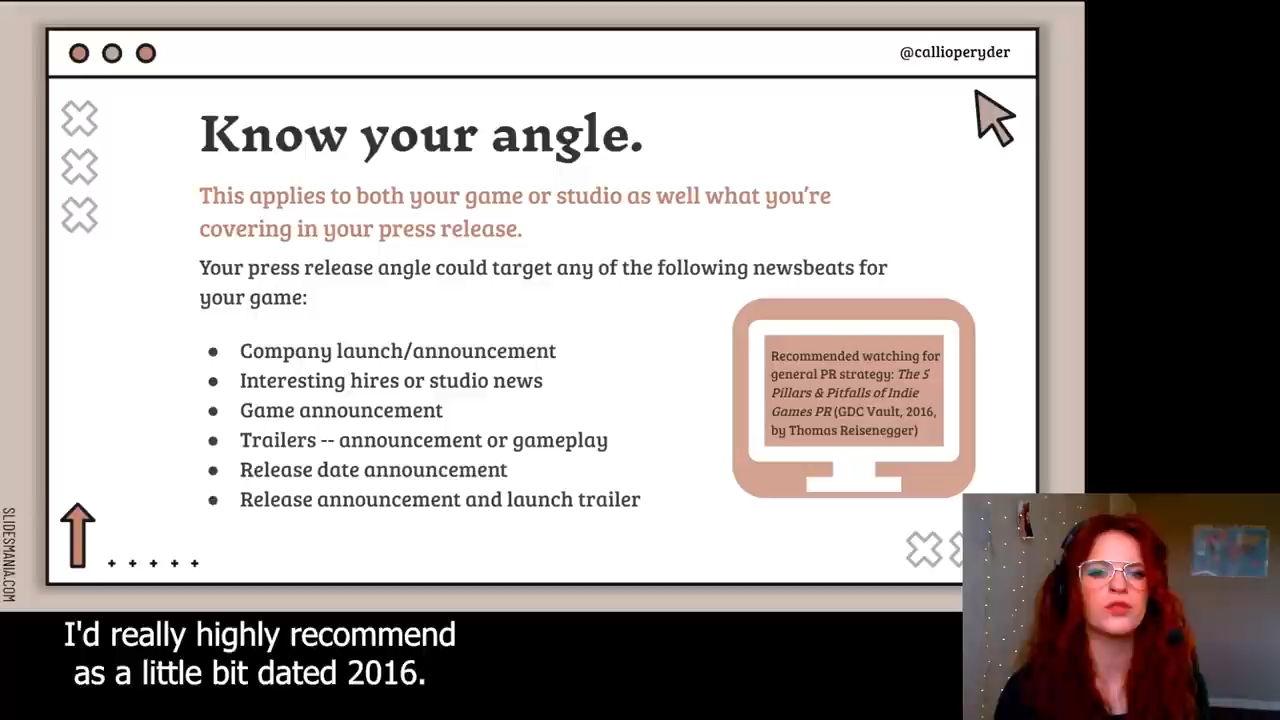 @callioperyder
Know your angle.
This applies to both your game or studio as well what you're
covering in your press release.
Your press release angle could target any of the following newsbeats for
your game:
● Company launch/announcement
● Interesting hires or studio news
● Game announcement
● Trailers -- announcement or gameplay
● Release date announcement
● Release announcement and launch trailer
Recommended watching for
general PR strategy: The 5
Pillars & Pitfalls of Indie
Games PR (GDC Vault, 2016,
by Thomas Reisenegger)
SLIDESMANIA.COM
I'd really highly recommend
as a little bit dated 2016.